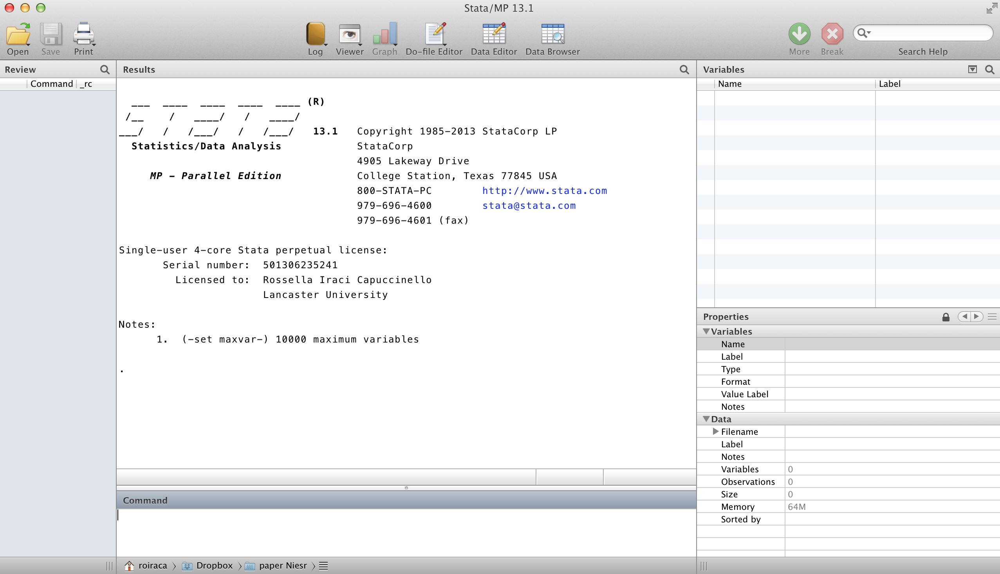 Stata/MP 13.1
Open
Save
Print
Log
Viewer
Graph
Do-file Editor
Data Editor
Data Browser
More
Break
Search Help
Review
Command
_rc
Results
___  ____  ____  ____  ____ (R)
/__    /   ____/   /   ____/
___/   /   /___/   /   /___/   13.1   Copyright 1985-2013 StataCorp LP
Statistics/Data Analysis            StataCorp
4905 Lakeway Drive
MP - Parallel Edition            College Station, Texas 77845 USA
800-STATA-PC        http://www.stata.com
979-696-4600        stata@stata.com
979-696-4601 (fax)
Single-user 4-core Stata perpetual license:
Serial number:  501306235241
Licensed to:  Rossella Iraci Capuccinello
Lancaster University
Notes:
1.  (-set maxvar-) 10000 maximum variables
.
Command
roiraca
Dropbox
paper Niesr
Variables
Name
Label
Properties
Variables
Name
Label
Type
Format
Value Label
Notes
Data
Filename
Label
Notes
Variables 0
Observations 0
Size 0
Memory 64M
Sorted by